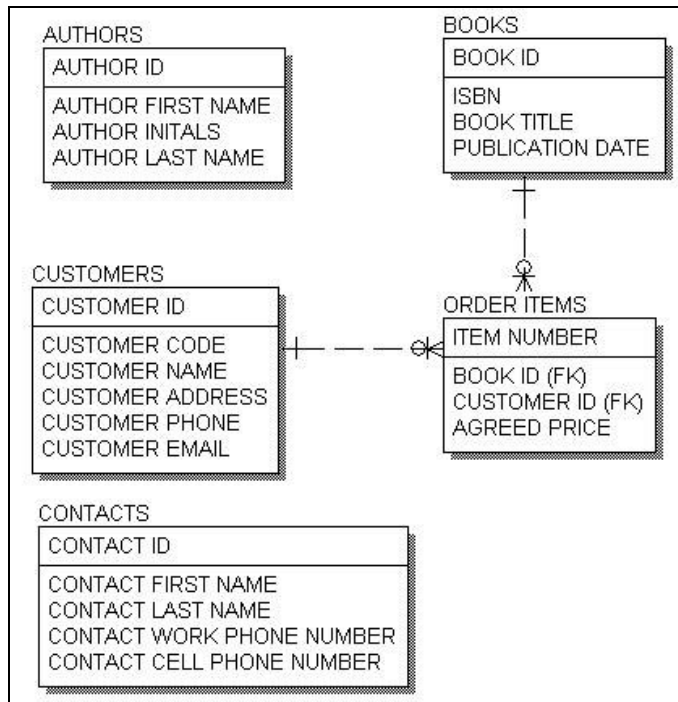 AUTHORS
AUTHOR ID
AUTHOR FIRST NAME
AUTHOR INITALS
AUTHOR LAST NAME
BOOKS
BOOK ID
ISBN
BOOK TITLE
PUBLICATION DATE
CUSTOMERS
CUSTOMER ID
CUSTOMER CODE
CUSTOMER NAME
CUSTOMER ADDRESS
CUSTOMER PHONE
CUSTOMER EMAIL
ORDER ITEMS
ITEM NUMBER
BOOK ID (FK)
CUSTOMER ID (FK)
AGREED PRICE
CONTACTS
CONTACT ID
CONTACT FIRST NAME
CONTACT LAST NAME
CONTACT WORK PHONE NUMBER
CONTACT CELL PHONE NUMBER